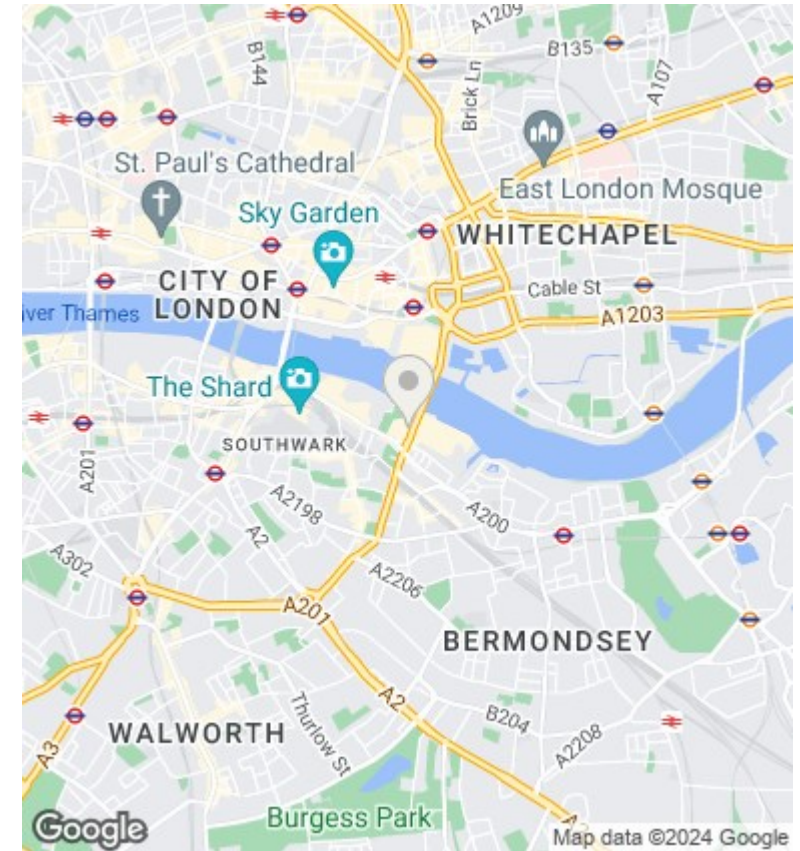 A1209
B135
B144
A107
Brick Ln
St. Paul's Cathedral
East London Mosque
Sky Garden
WHITECHAPEL
CITY OF
LONDON
Cable St
iver Thames
A1203
The Shard
SOUTHWARK
A201
A2198
A200
A2
A302
A2206
A201
BERMONDSEY
A2
B204
Thurlow St
WALWORTH
A2208
A3
Burgess Park
Google
Map data ©2024 Google